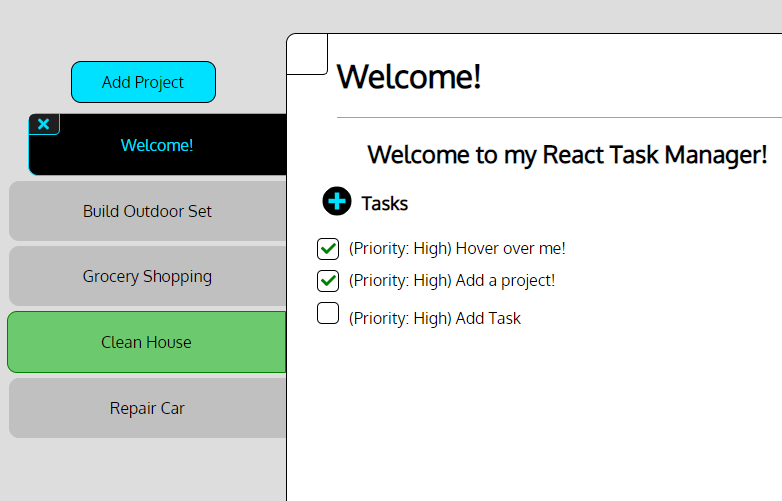 Add Project
Welcome!
Build Outdoor Set
Grocery Shopping
Clean House
Repair Car
Welcome!
Welcome to my React Task Manager!
Tasks
(Priority: High) Hover over me!
(Priority: High) Add a project!
(Priority: High) Add Task